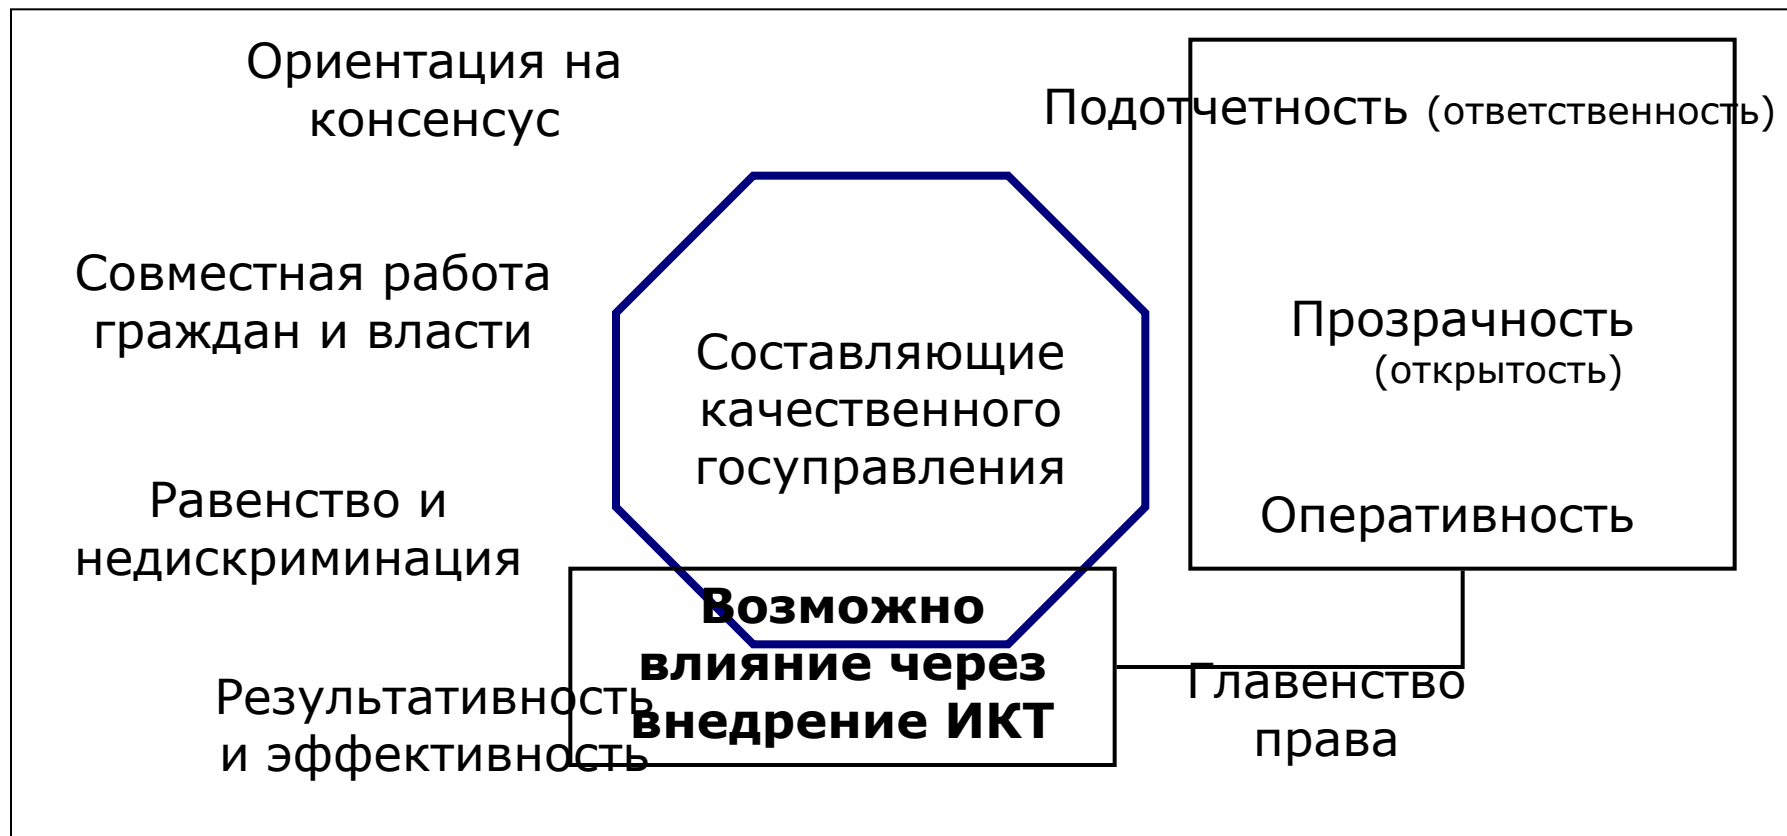 Ориентация на
консенсус
Подотчетность (ответственность)
Совместная работа
граждан и власти
Прозрачность
(открытость)
Составляющие
качественного
госуправления
Равенство и
недискриминация
Оперативность
Возможно
влияние через
внедрение ИКТ
Результативность
и эффективность
Главенство
права